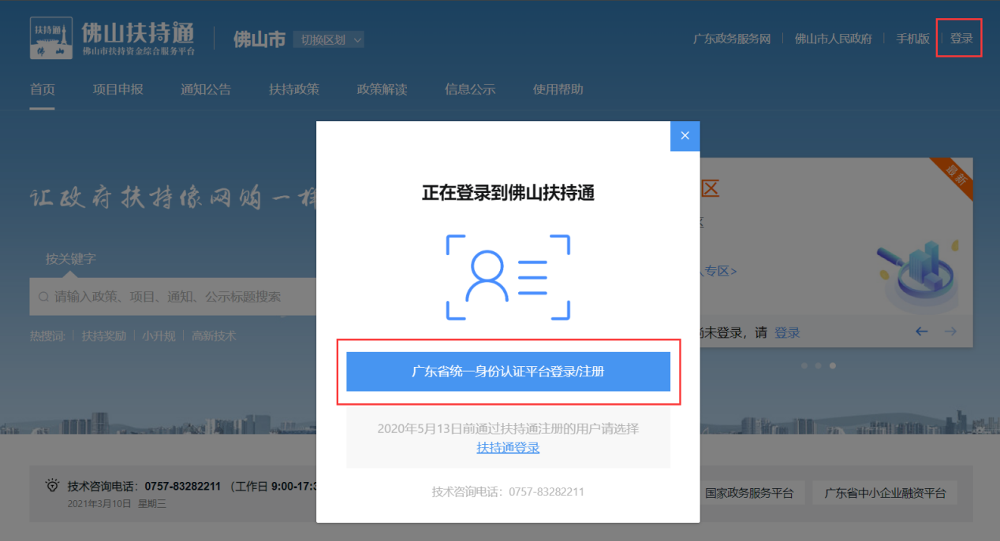 扶持通
佛山
佛山扶持通
佛山市扶持资金综合服务平台
佛山市
切换区划
广东政务服务网
佛山市人民政府
手机版
登录
首页
项目申报
通知公告
扶持政策
政策解读
信息公示
使用帮助
×
正在登录到佛山扶持通
让政府扶持像网购一样
区
最新
区
按关键字
请输入政策、项目、通知、公示标题搜索
人专区>
热搜词:
扶持奖励
小升规
高新技术
尚未登录，请 登录
广东省统一身份认证平台登录/注册
2020年5月13日前通过扶持通注册的用户请选择
扶持通登录
技术咨询电话：0757-83282211
技术咨询电话：0757-83282211 （工作日 9:00-17:3
2021年3月10日 星期三
国家政务服务平台
广东省中小企业融资平台